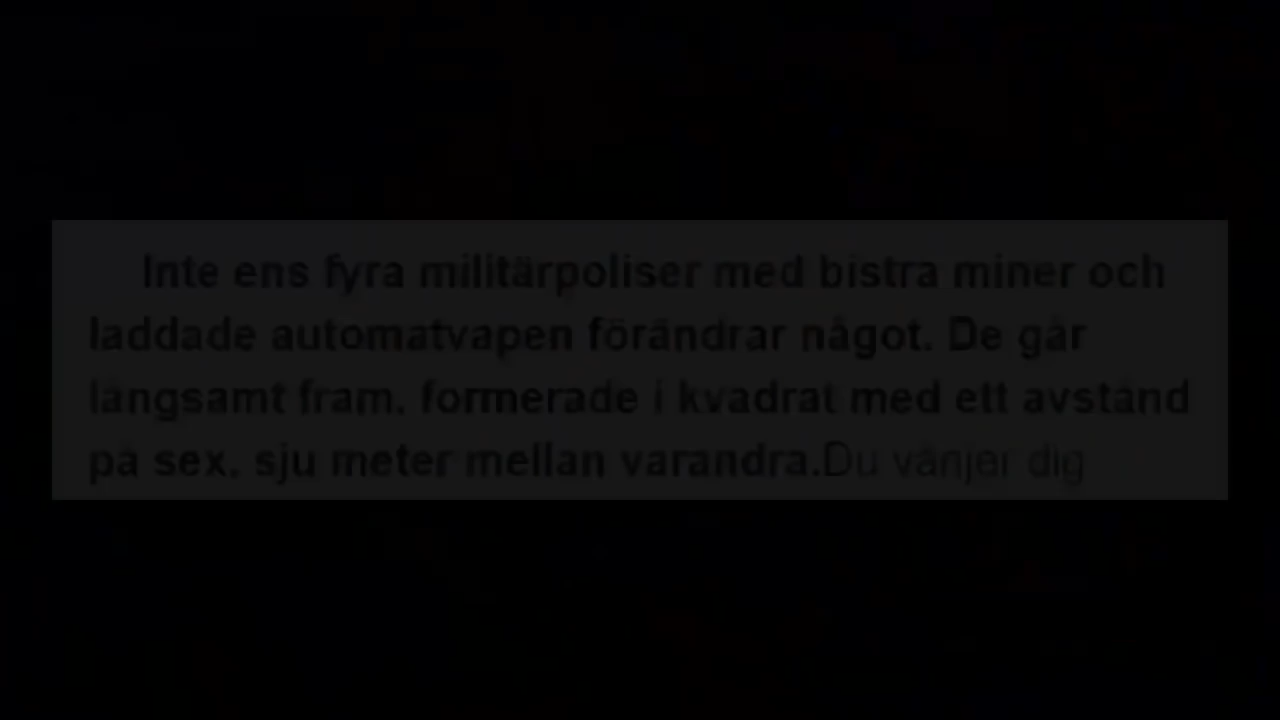 Inte ens fyra militärpoliser med bistra miner och
laddade automatvapen förändrar något. De går
långsamt fram, formerade i kvadrat med ett avstånd
på sex, sju meter mellan varandra.Du vänjer dig